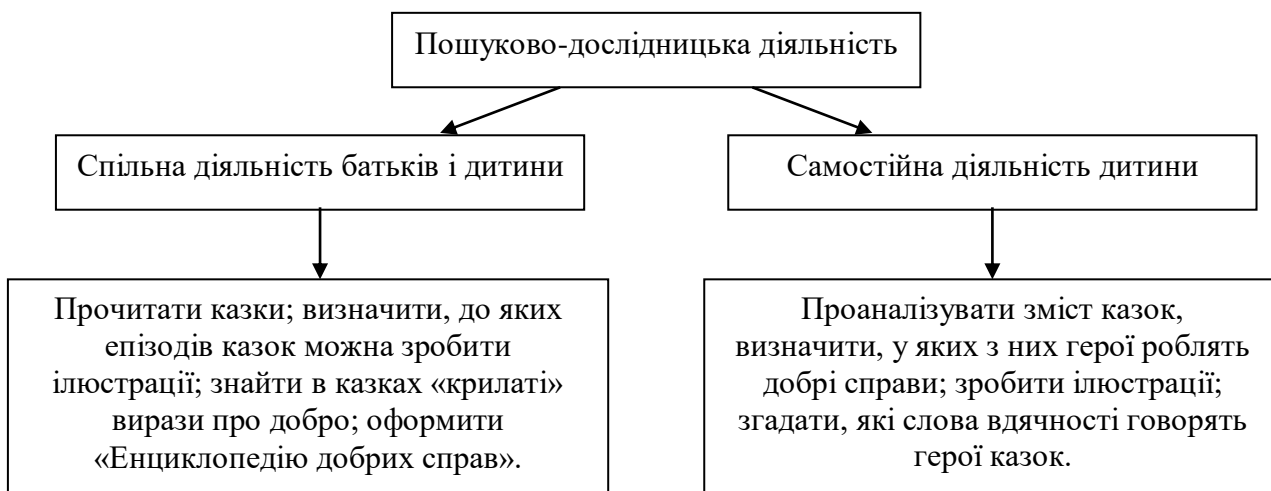 Пошуково-дослідницька діяльність
Спільна діяльність батьків і дитини
Самостійна діяльність дитини
Прочитати казки; визначити, до яких
епізодів казок можна зробити
ілюстрації; знайти в казках «крилаті»
вирази про добро; оформити
«Енциклопедію добрих справ».
Проаналізувати зміст казок,
визначити, у яких з них герої роблять
добрі справи; зробити ілюстрації;
згадати, які слова вдячності говорять
герої казок.